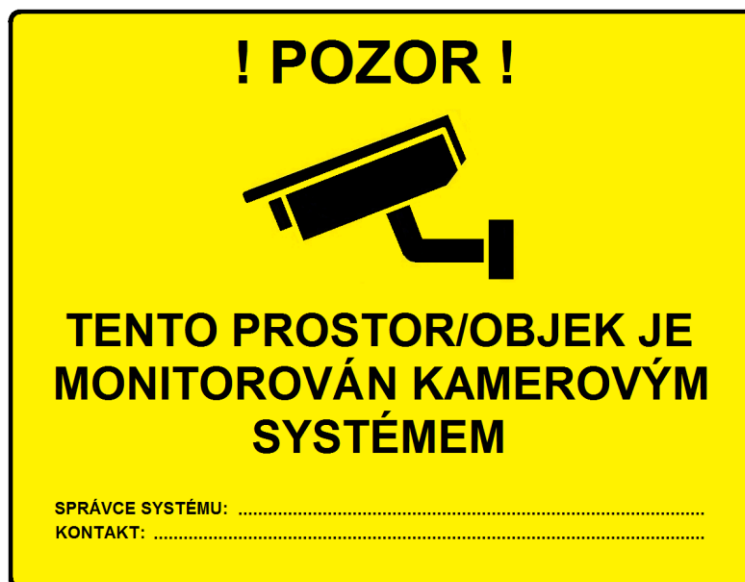 ! POZOR !
TENTO PROSTOR/OBJEK JE
MONITOROVÁN KAMEROVÝM
SYSTÉMEM
SPRÁVCE SYSTÉMU: ................................................................................
KONTAKT: ................................................................................................